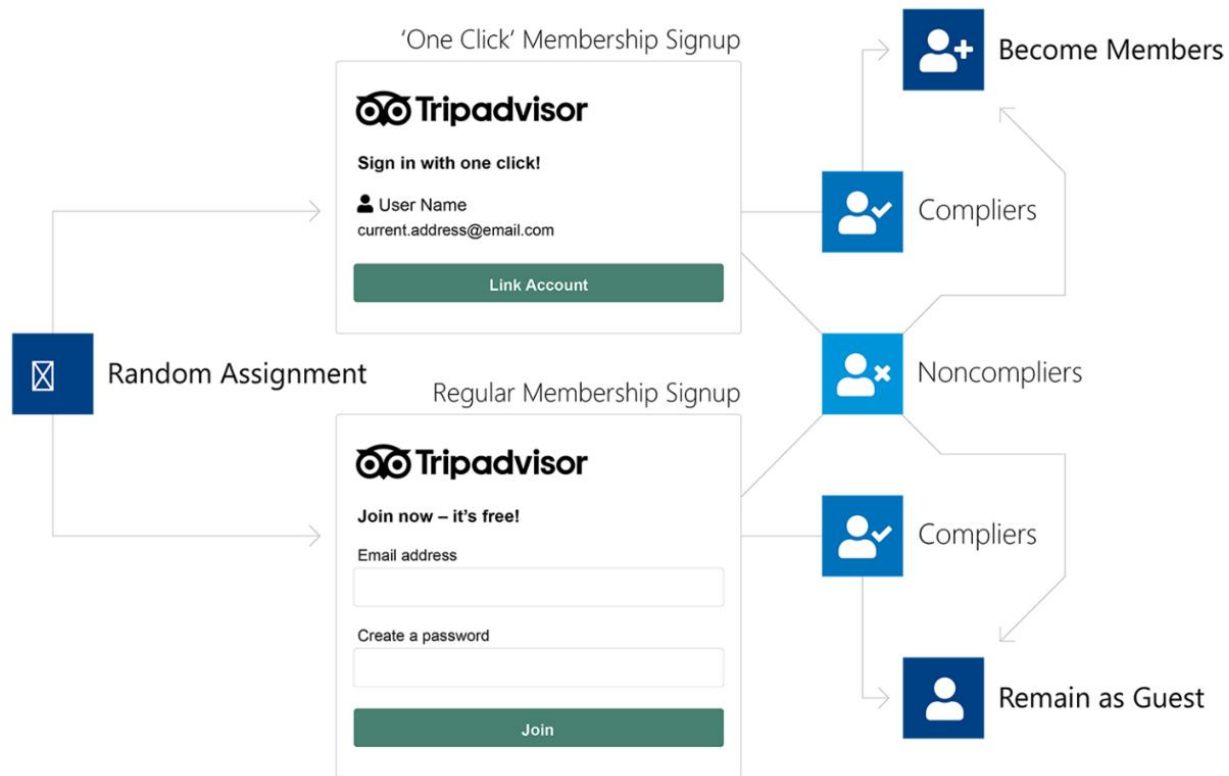 'One Click' Membership Signup
Tripadvisor
Sign in with one click!
User Name
current.address@email.com
Link Account
Random Assignment
Regular Membership Signup
Tripadvisor
Join now – it's free!
Email address
Create a password
Join
Become Members
Compliers
Noncompliers
Compliers
Remain as Guest